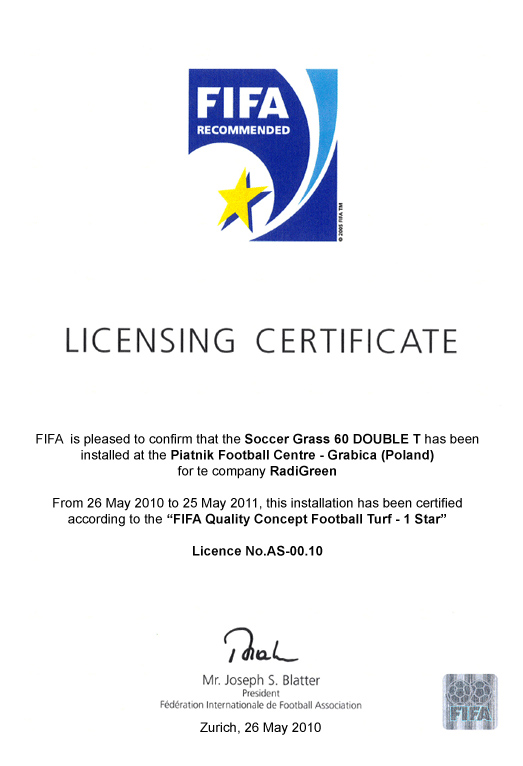 FIFA
RECOMMENDED
© 2005 FIFA TM
LICENSING CERTIFICATE
FIFA is pleased to confirm that the Soccer Grass 60 DOUBLE T has been
installed at the Piatnik Football Centre - Grabica (Poland)
for te company RadiGreen
From 26 May 2010 to 25 May 2011, this installation has been certified
according to the “FIFA Quality Concept Football Turf - 1 Star”
Licence No.AS-00.10
Mr. Joseph S. Blatter
President
Fédération Internationale de Football Association
Zurich, 26 May 2010
FIFA